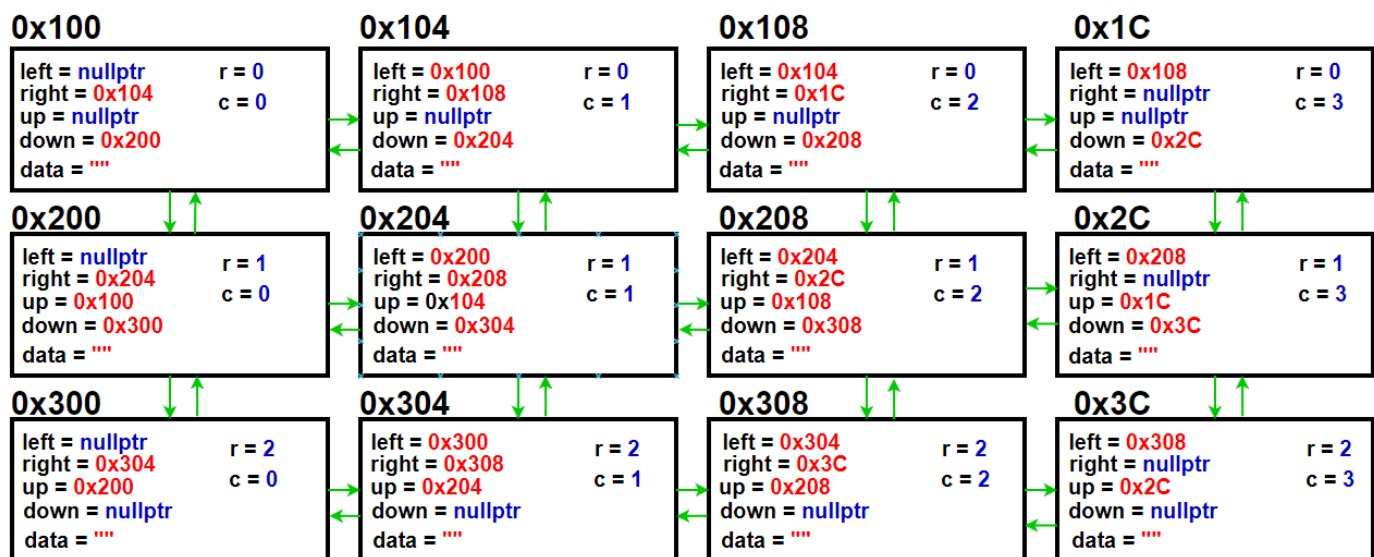 0x100
left = nullptr
right = 0x104
up = nullptr
down = 0x200
data = ""
r = 0
c = 0
0x104
left = 0x100
right = 0x108
up = nullptr
down = 0x204
data = ""
r = 0
c = 1
0x108
left = 0x104
right = 0x1C
up = nullptr
down = 0x208
data = ""
r = 0
c = 2
0x1C
left = 0x108
right = nullptr
up = nullptr
down = 0x2C
data = ""
r = 0
c = 3
0x200
left = nullptr
right = 0x204
up = 0x100
down = 0x300
data = ""
r = 1
c = 0
0x204
left = 0x200
right = 0x208
up = 0x104
down = 0x304
data = ""
r = 1
c = 1
0x208
left = 0x204
right = 0x2C
up = 0x108
down = 0x308
data = ""
r = 1
c = 2
0x2C
left = 0x208
right = nullptr
up = 0x1C
down = 0x3C
data = ""
r = 1
c = 3
0x300
left = nullptr
right = 0x304
up = 0x200
down = nullptr
data = ""
r = 2
c = 0
0x304
left = 0x300
right = 0x308
up = 0x204
down = nullptr
data = ""
r = 2
c = 1
0x308
left = 0x304
right = 0x3C
up = 0x208
down = nullptr
data = ""
r = 2
c = 2
0x3C
left = 0x308
right = nullptr
up = 0x2C
down = nullptr
data = ""
r = 2
c = 3